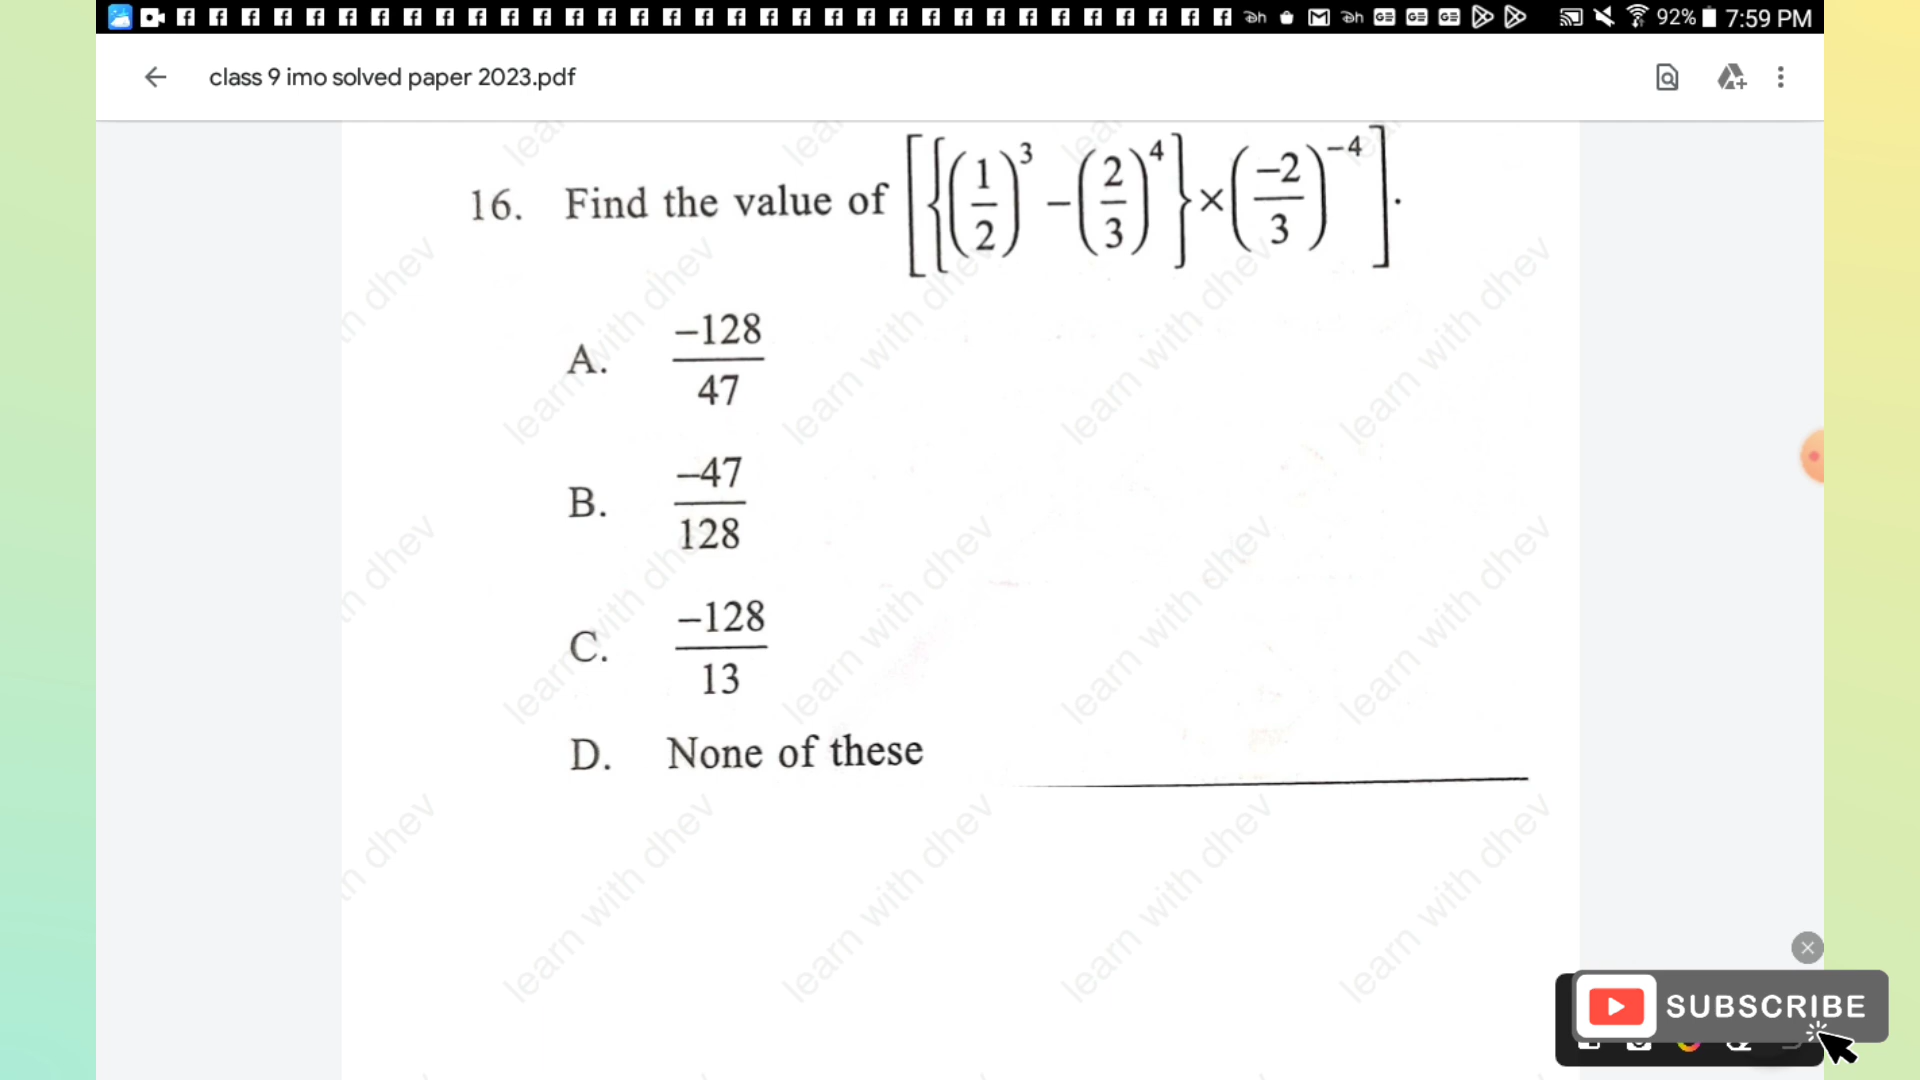 92% 7:59 PM
class 9 imo solved paper 2023.pdf
16. Find the value of [{(1/2)^3 − (2/3)^4} × (−2/3)^−4].
A. −128/47
B. −47/128
C. −128/13
D. None of these
learn with dhev
SUBSCRIBE